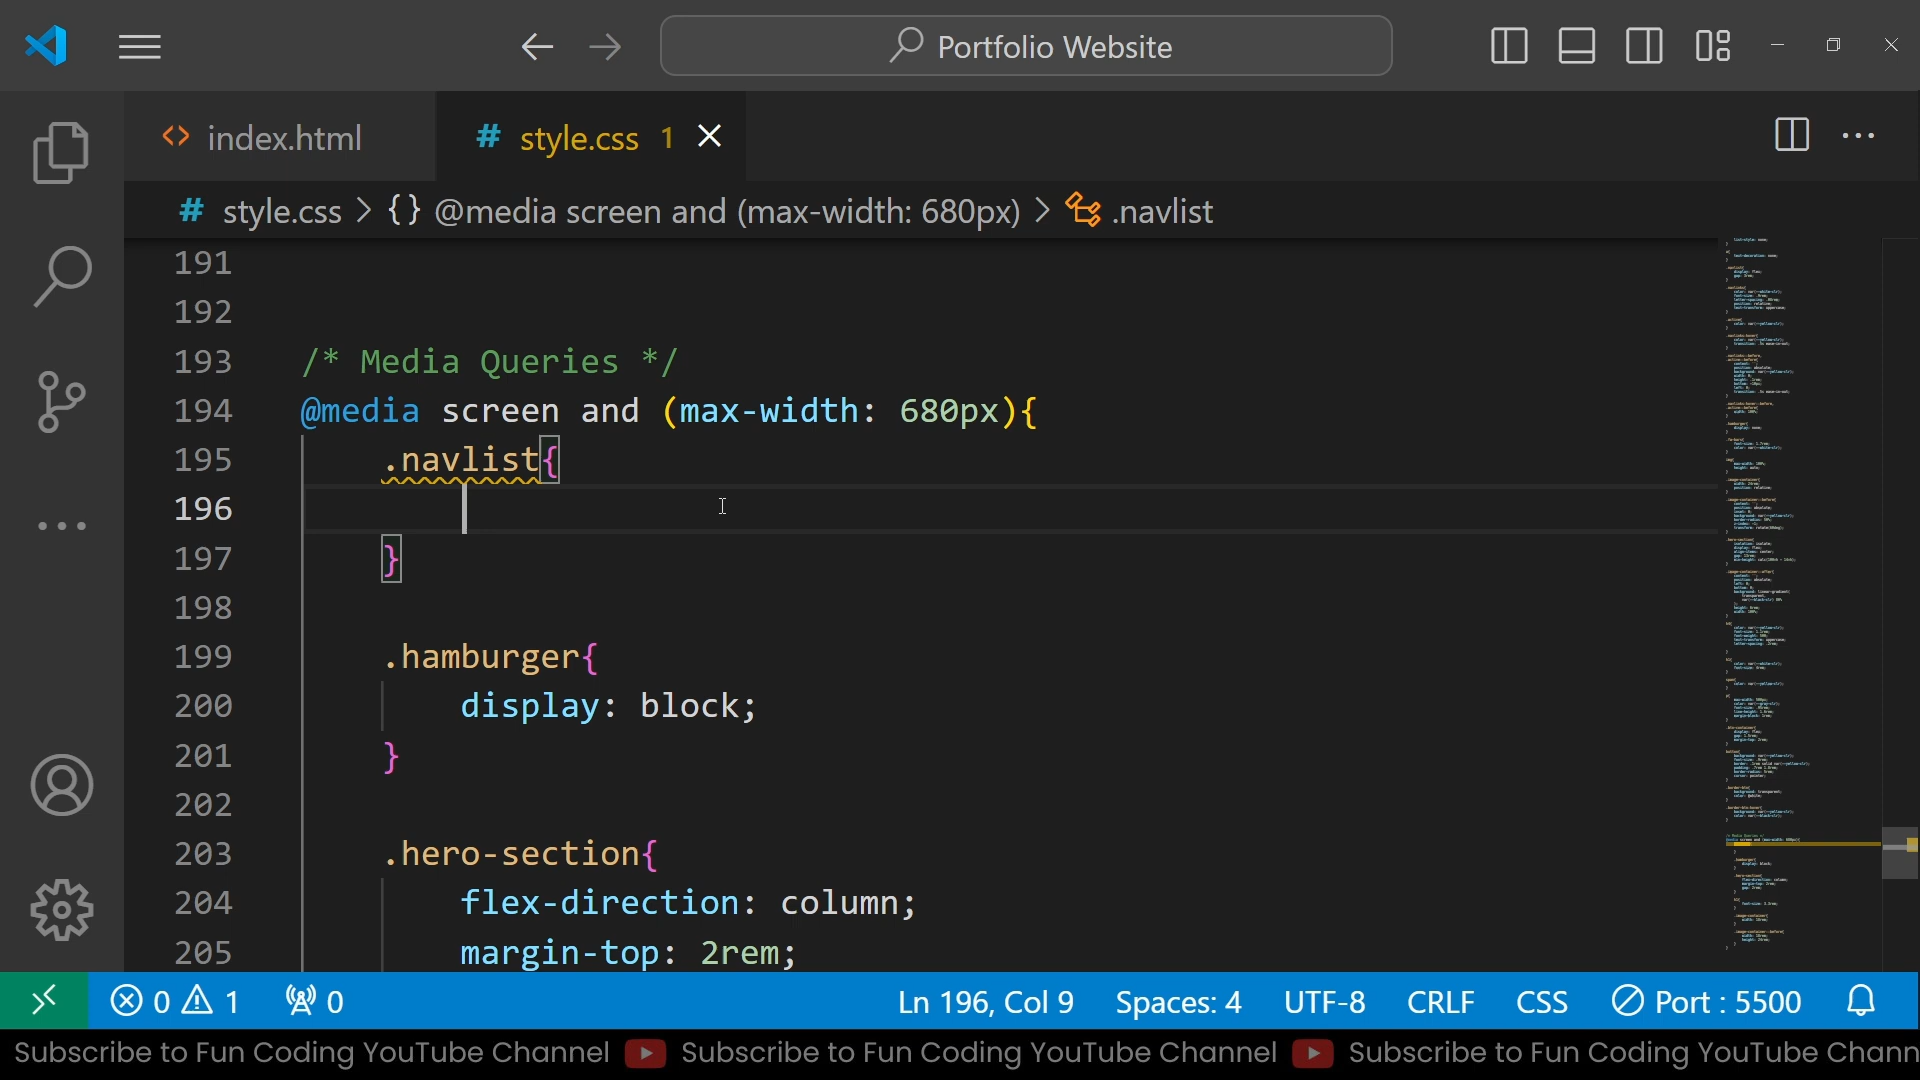 Portfolio Website
index.html
style.css 1
# style.css > {} @media screen and (max-width: 680px) > .navlist
191
192
193 /* Media Queries */
194 @media screen and (max-width: 680px){
195 .navlist{
196
197 }
198
199 .hamburger{
200 display: block;
201 }
202
203 .hero-section{
204 flex-direction: column;
205 margin-top: 2rem;
0 1 0 Ln 196, Col 9 Spaces: 4 UTF-8 CRLF CSS Port : 5500
Subscribe to Fun Coding YouTube Channel Subscribe to Fun Coding YouTube Channel Subscribe to Fun Coding YouTube Chann